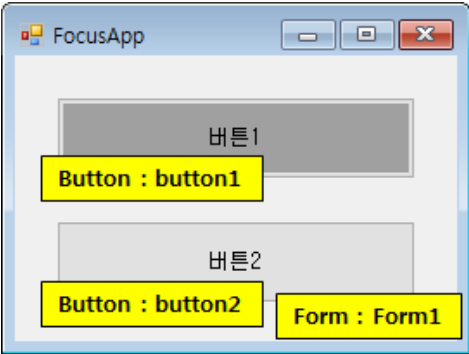 FocusApp
버튼1
Button : button1
버튼2
Button : button2
Form : Form1